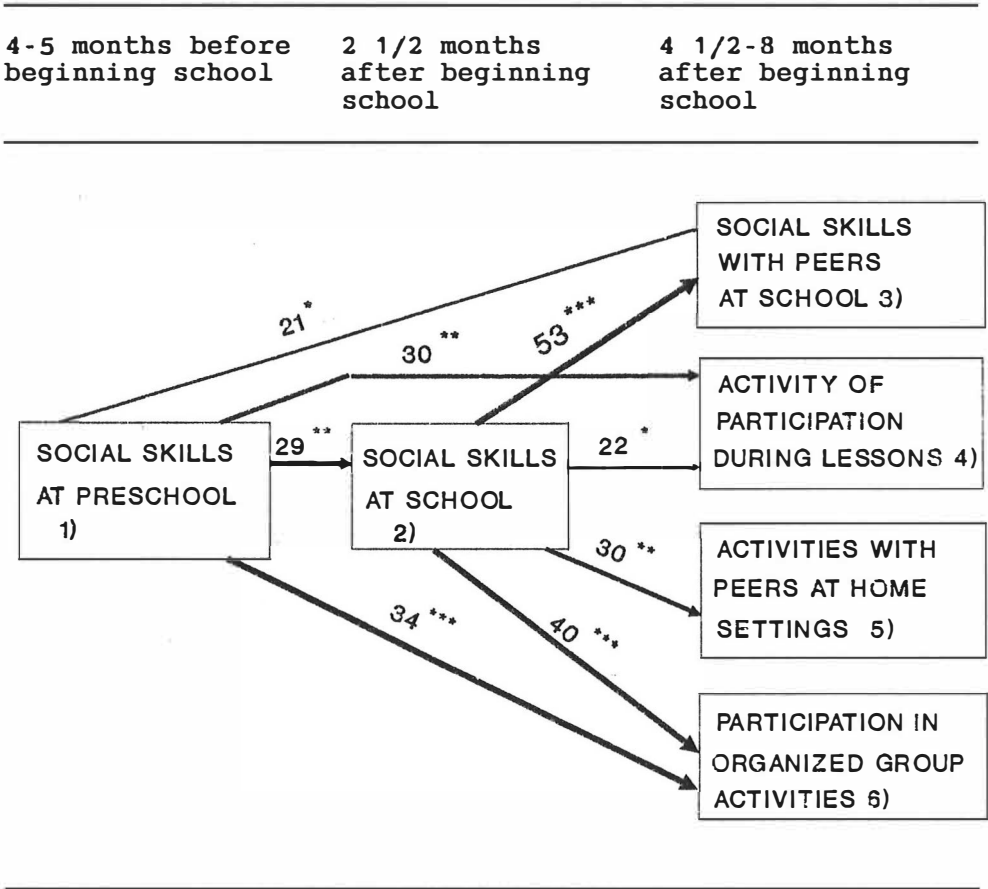 4-5 months before
beginning school
2 1/2 months
after beginning
school
4 1/2-8 months
after beginning
school
SOCIAL SKILLS
WITH PEERS
AT SCHOOL 3)
21 *
30 **
53 ***
ACTIVITY OF
PARTICIPATION
DURING LESSONS 4)
SOCIAL SKILLS
AT PRESCHOOL
1)
29 **
SOCIAL SKILLS
AT SCHOOL
2)
22 *
30 **
ACTIVITIES WITH
PEERS AT HOME
SETTINGS 5)
34 ***
40 ***
PARTICIPATION IN
ORGANIZED GROUP
ACTIVITIES 6)